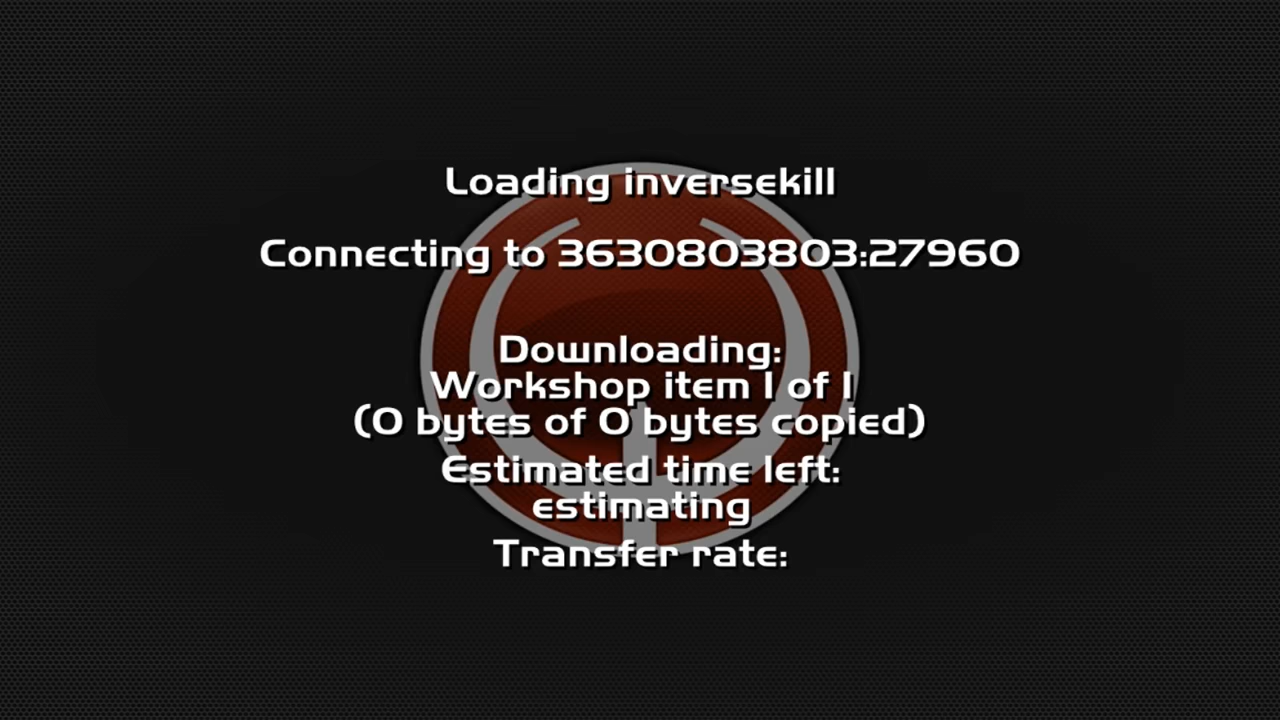 Loading inversekill
Connecting to 3630803803:27960
Downloading:
Workshop item 1 of 1
(0 bytes of 0 bytes copied)
Estimated time left:
estimating
Transfer rate: